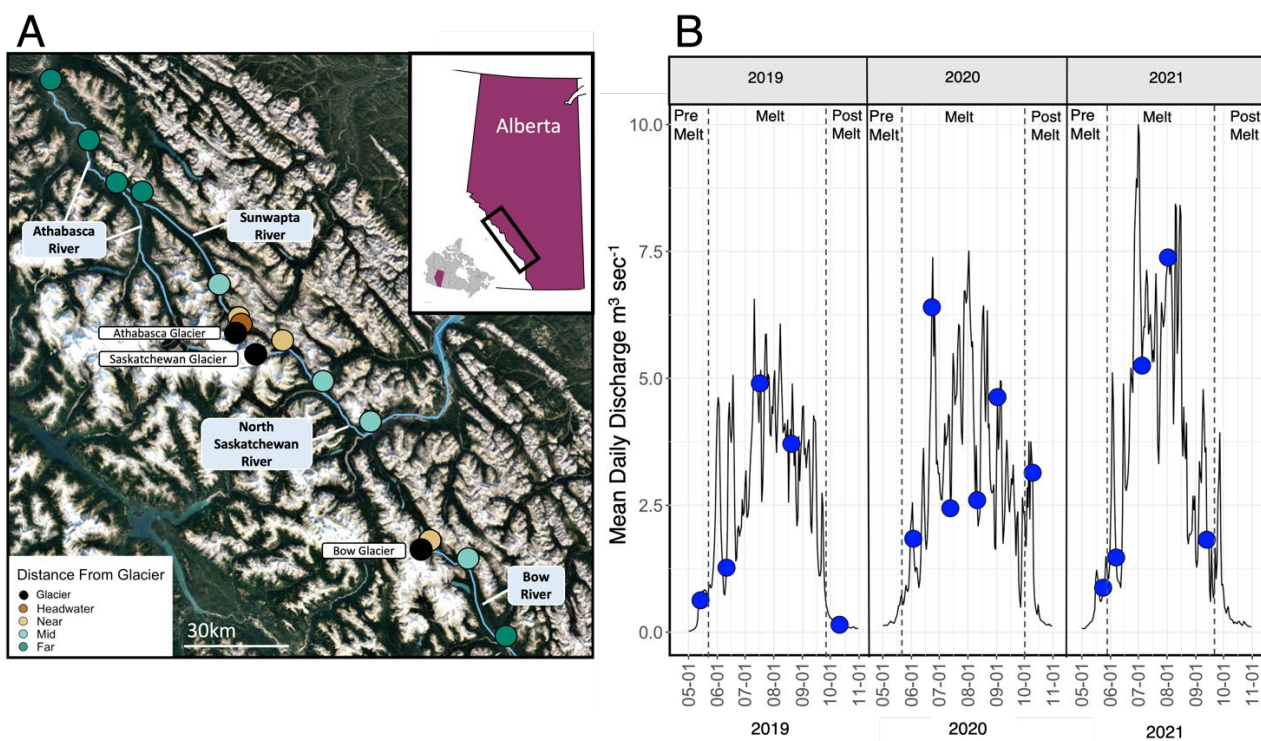 A
Alberta
Athabasca
River
Sunwapta
River
Athabasca Glacier
Saskatchewan Glacier
North
Saskatchewan
River
Bow Glacier
Bow
River
Distance From Glacier
Glacier
Headwater
Near
Mid
Far
30km
B
2019
2020
2021
Pre
Melt
Melt
Post
Melt
Pre
Melt
Melt
Post
Melt
Pre
Melt
Melt
Post
Melt
Mean Daily Discharge m³ sec⁻¹
10.0
7.5
5.0
2.5
0.0
05-01
06-01
07-01
08-01
09-01
10-01
11-01
05-01
06-01
07-01
08-01
09-01
10-01
11-01
05-01
06-01
07-01
08-01
09-01
10-01
11-01
2019
2020
2021